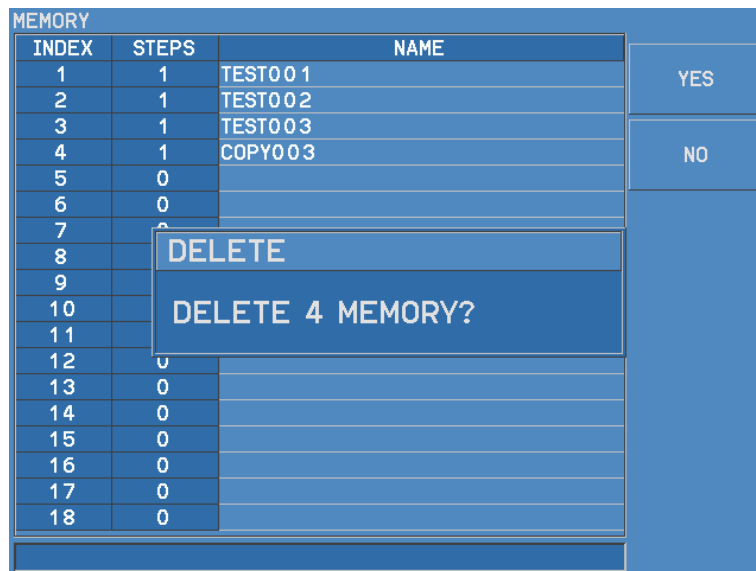 MEMORY
INDEX STEPS NAME
1 1 TEST001
2 1 TEST002
3 1 TEST003
4 1 COPY003
5 0
6 0
7
8
9
10
11
12 0
13 0
14 0
15 0
16 0
17 0
18 0
DELETE
DELETE 4 MEMORY?
YES
NO